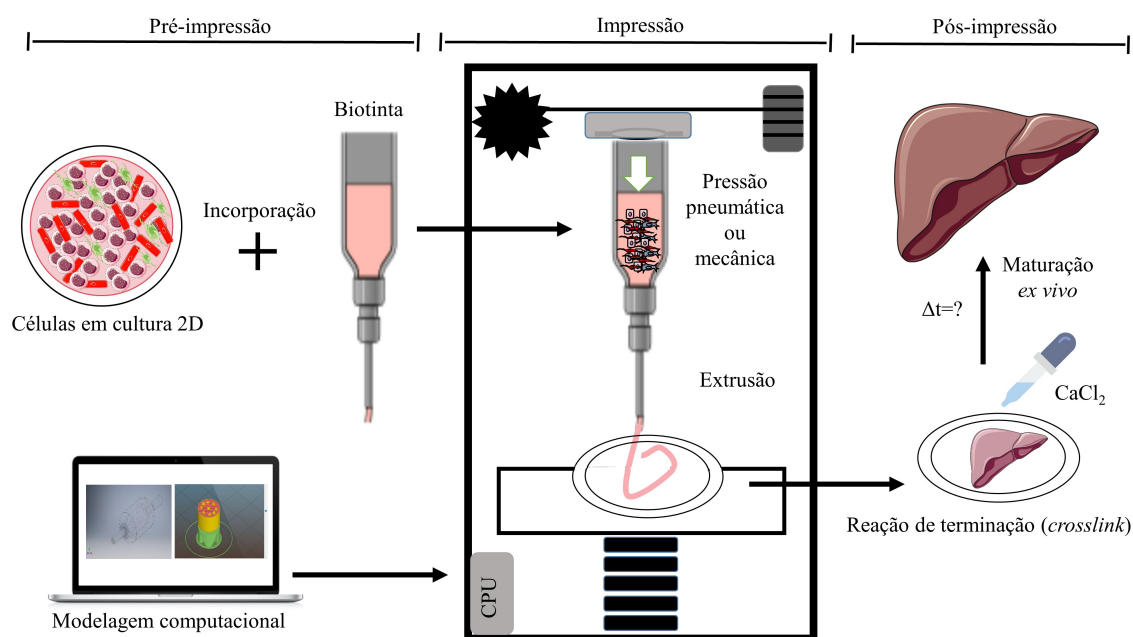 Pré-impressão
Impressão
Pós-impressão
Biotinta
Incorporação
Células em cultura 2D
Modelagem computacional
Pressão
pneumática
ou
mecânica
Extrusão
CPU
Maturação
ex vivo
Δt=?
CaCl₂
Reação de terminação (crosslink)